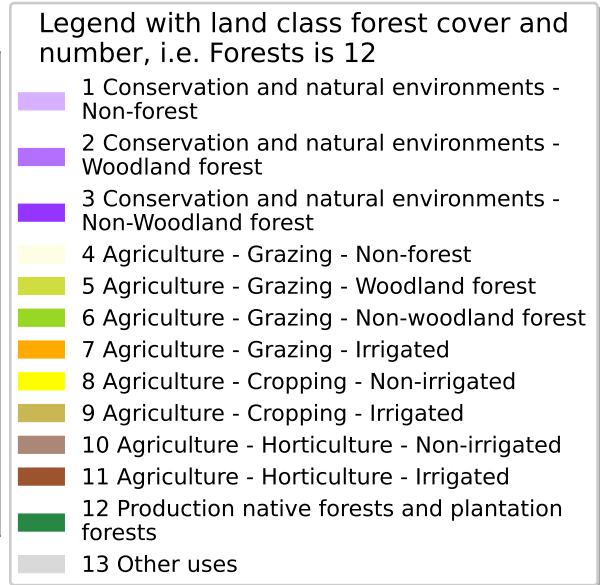 Legend with land class forest cover and
number, i.e. Forests is 12
1 Conservation and natural environments -
Non-forest
2 Conservation and natural environments -
Woodland forest
3 Conservation and natural environments -
Non-Woodland forest
4 Agriculture - Grazing - Non-forest
5 Agriculture - Grazing - Woodland forest
6 Agriculture - Grazing - Non-woodland forest
7 Agriculture - Grazing - Irrigated
8 Agriculture - Cropping - Non-irrigated
9 Agriculture - Cropping - Irrigated
10 Agriculture - Horticulture - Non-irrigated
11 Agriculture - Horticulture - Irrigated
12 Production native forests and plantation
forests
13 Other uses